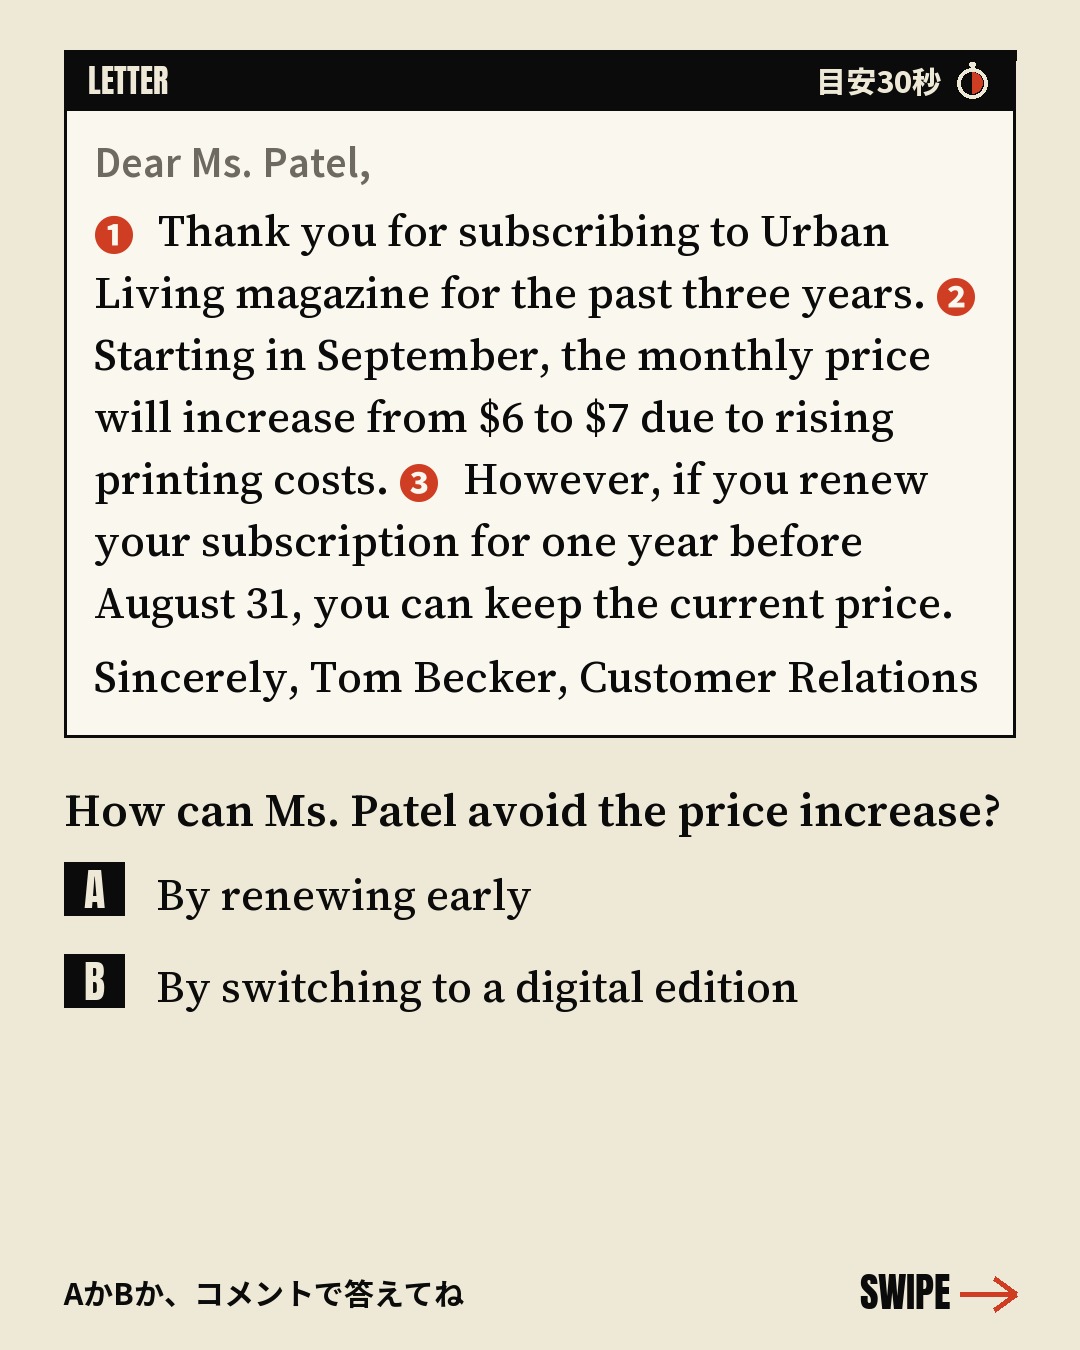 LETTER
目安30秒
Dear Ms. Patel,
1 Thank you for subscribing to Urban
Living magazine for the past three years. 2
Starting in September, the monthly price
will increase from $6 to $7 due to rising
printing costs. 3 However, if you renew
your subscription for one year before
August 31, you can keep the current price.
Sincerely, Tom Becker, Customer Relations
How can Ms. Patel avoid the price increase?
A By renewing early
B By switching to a digital edition
AかBか、コメントで答えてね
SWIPE